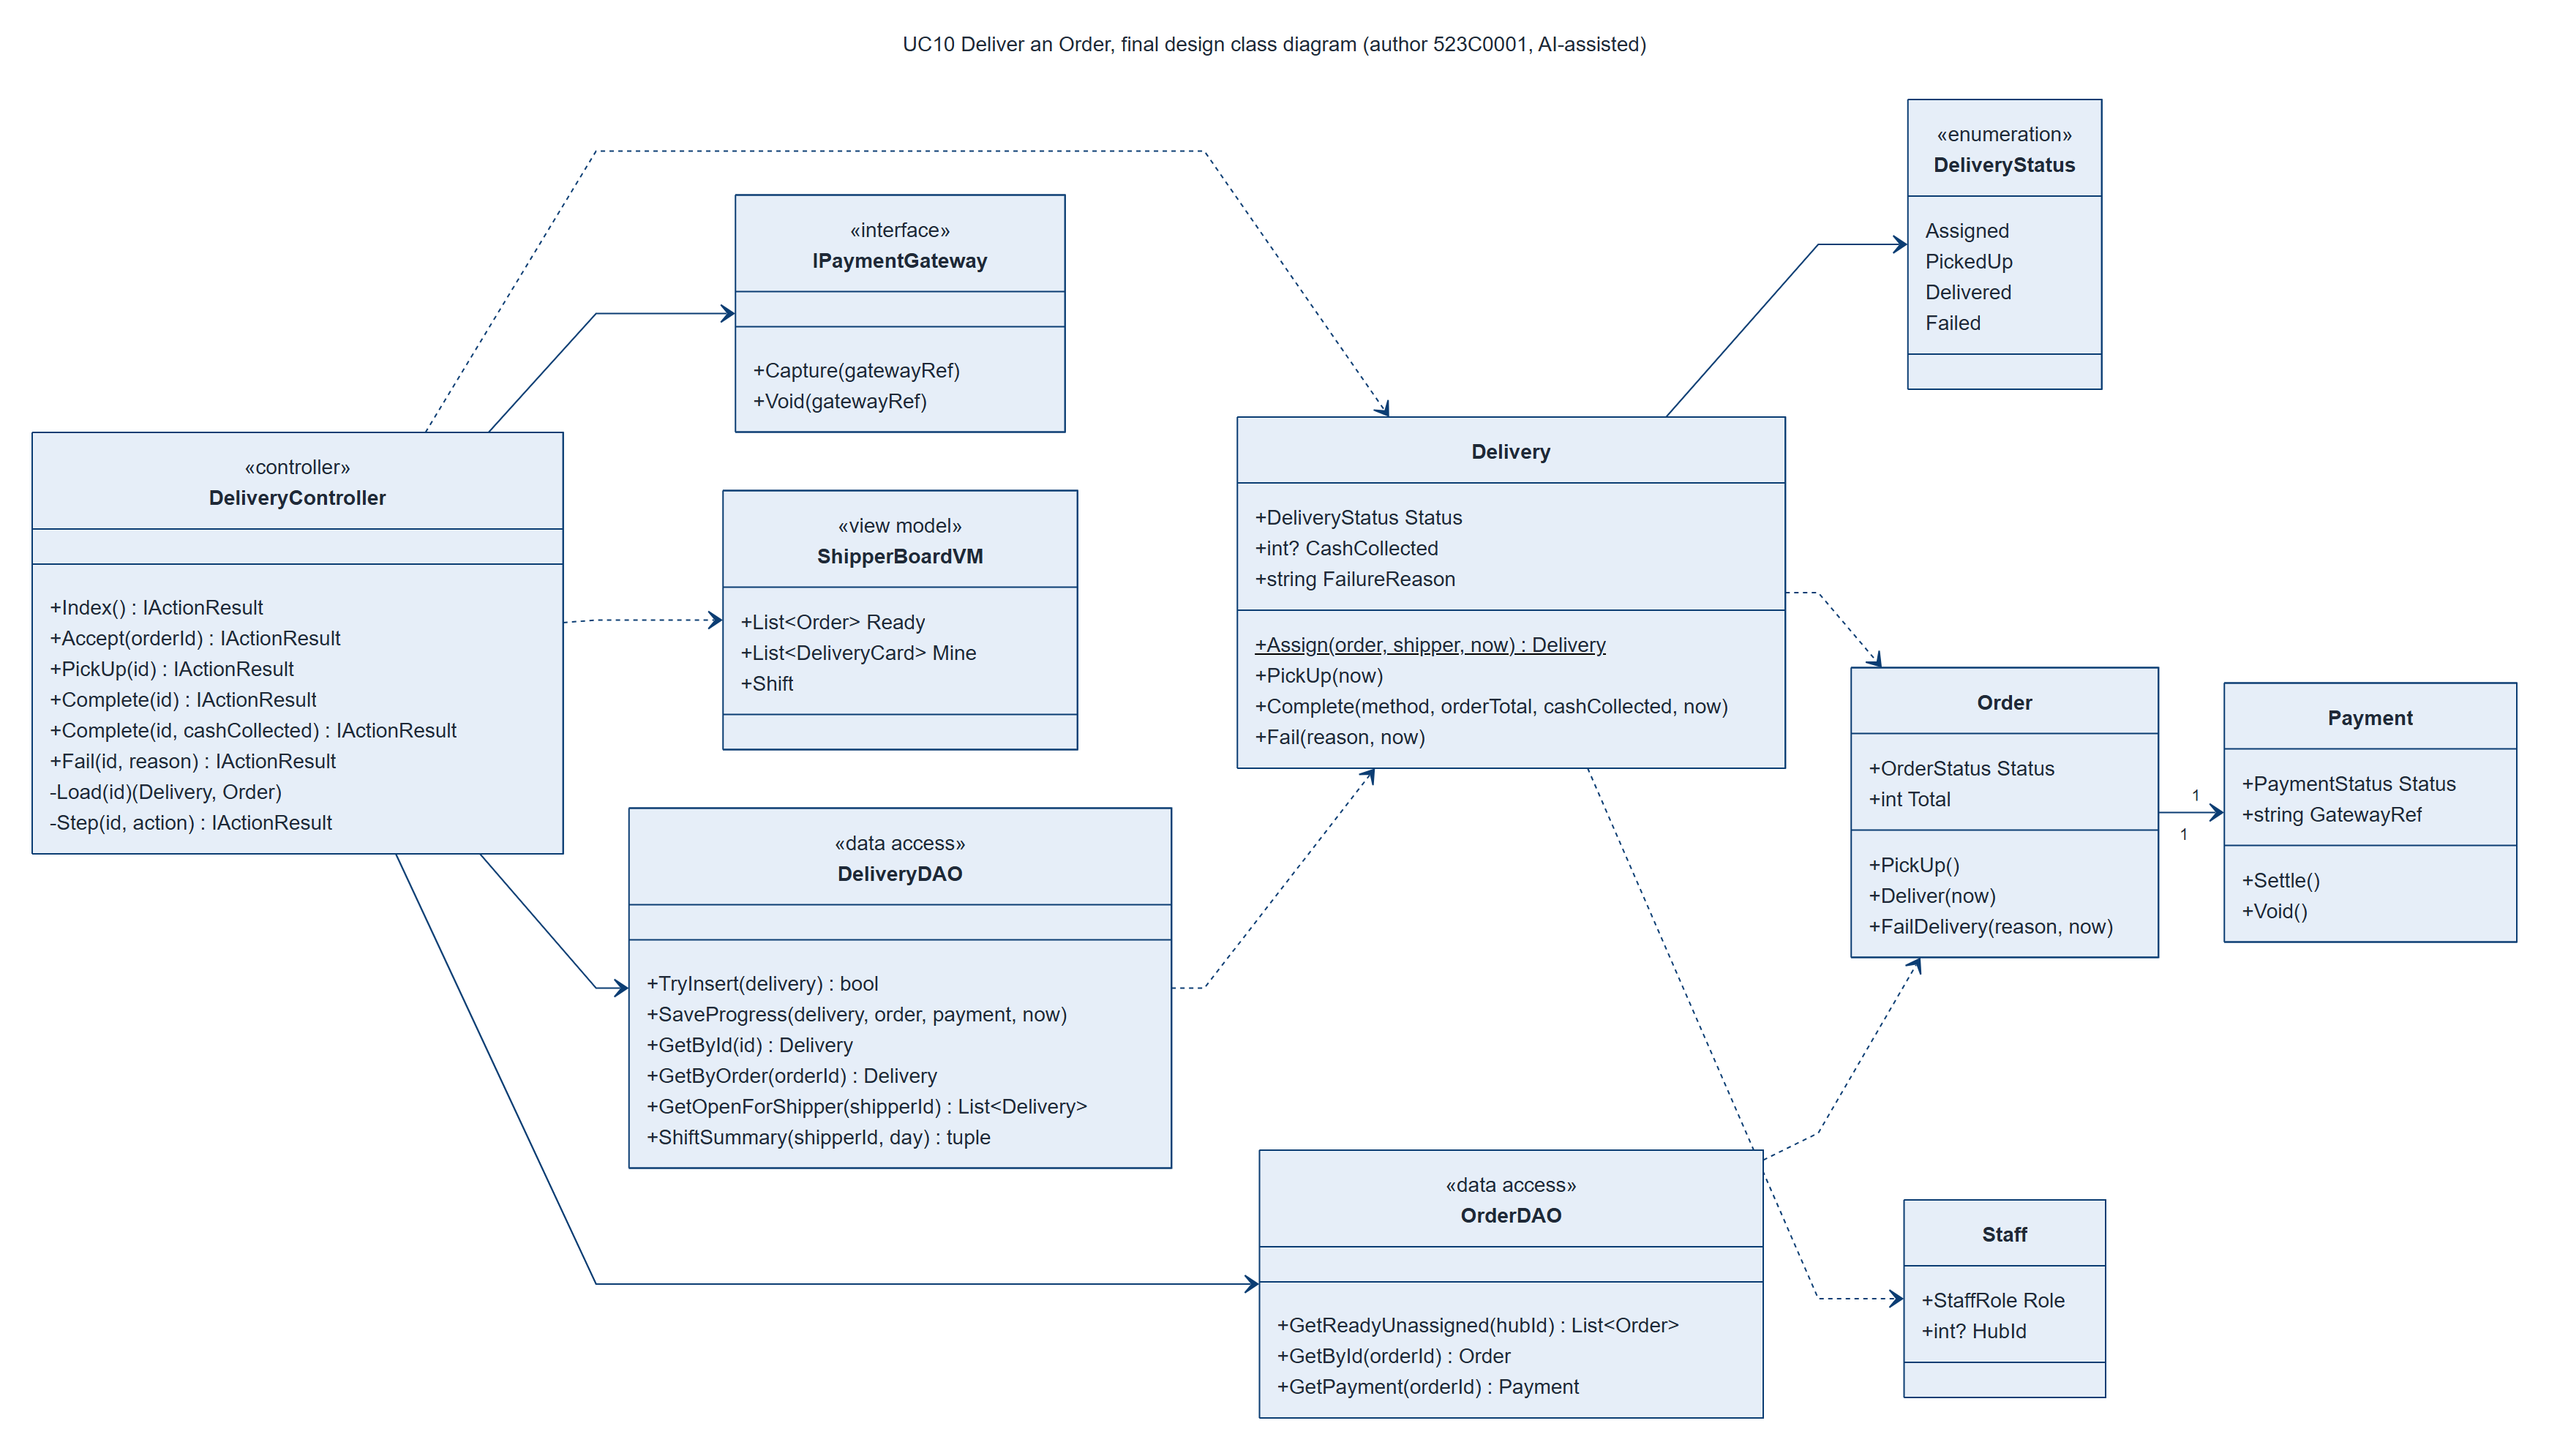 UC10 Deliver an Order, final design class diagram (author 523C0001, AI-assisted)
«enumeration»
DeliveryStatus
Assigned
PickedUp
Delivered
Failed
«interface»
IPaymentGateway
+Capture(gatewayRef)
+Void(gatewayRef)
«controller»
DeliveryController
+Index() : IActionResult
+Accept(orderId) : IActionResult
+PickUp(id) : IActionResult
+Complete(id) : IActionResult
+Complete(id, cashCollected) : IActionResult
+Fail(id, reason) : IActionResult
-Load(id)(Delivery, Order)
-Step(id, action) : IActionResult
«view model»
ShipperBoardVM
+List<Order> Ready
+List<DeliveryCard> Mine
+Shift
Delivery
+DeliveryStatus Status
+int? CashCollected
+string FailureReason
+Assign(order, shipper, now) : Delivery
+PickUp(now)
+Complete(method, orderTotal, cashCollected, now)
+Fail(reason, now)
Order
+OrderStatus Status
+int Total
+PickUp()
+Deliver(now)
+FailDelivery(reason, now)
1
1
Payment
+PaymentStatus Status
+string GatewayRef
+Settle()
+Void()
«data access»
DeliveryDAO
+TryInsert(delivery) : bool
+SaveProgress(delivery, order, payment, now)
+GetById(id) : Delivery
+GetByOrder(orderId) : Delivery
+GetOpenForShipper(shipperId) : List<Delivery>
+ShiftSummary(shipperId, day) : tuple
«data access»
OrderDAO
+GetReadyUnassigned(hubId) : List<Order>
+GetById(orderId) : Order
+GetPayment(orderId) : Payment
Staff
+StaffRole Role
+int? HubId